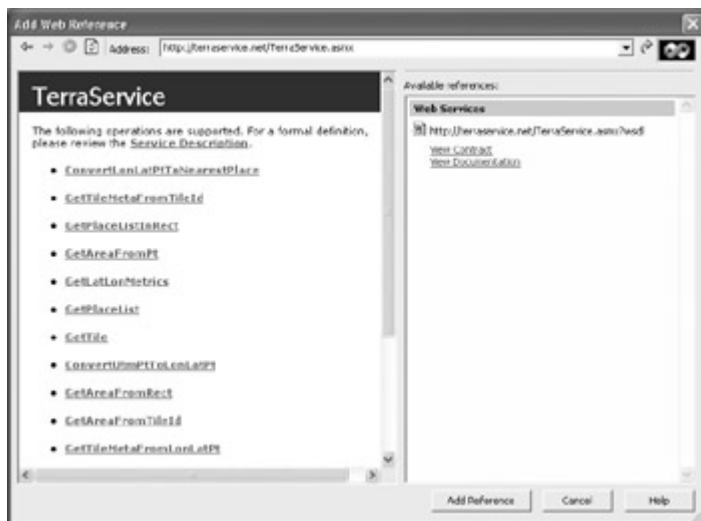 Add Web Reference
Address: http://terraservice.net/TerraService.asmx
TerraService
The following operations are supported. For a formal definition,
please review the Service Description.
• ConvertLonLatPtToNearestPlace
• GetTileMetaFromTileId
• GetPlaceListInRect
• GetAreaFromPt
• GetLatLonMetrics
• GetPlaceList
• GetTile
• ConvertUtmPtToLonLatPt
• GetAreaFromRect
• GetAreaFromTileId
• GetTileMetaFromLonLatPt
Available references:
Web Services
http://terraservice.net/TerraService.asmx?wsdl
View Contract
View Documentation
Add Reference
Cancel
Help